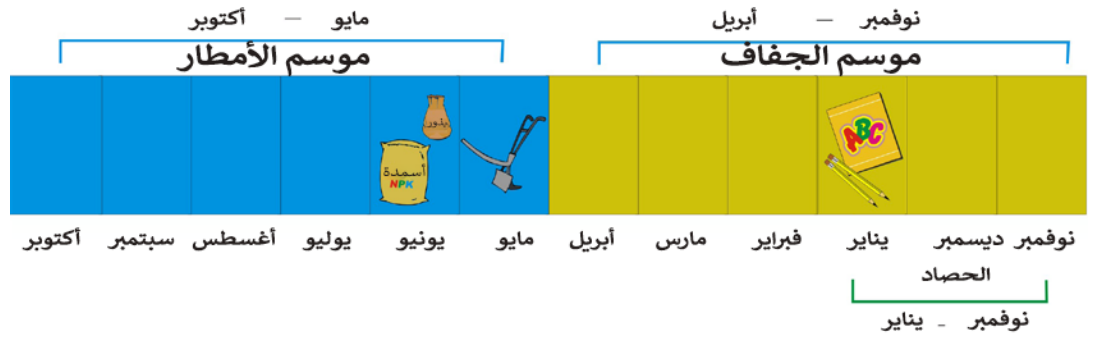 نوفمبر – أبريل
مايو – أكتوبر
موسم الجفاف
موسم الأمطار
ABC
بذور
أسمدة
NPK
نوفمبر ديسمبر يناير فبراير مارس أبريل مايو يونيو يوليو أغسطس سبتمبر أكتوبر
الحصاد
نوفمبر - يناير